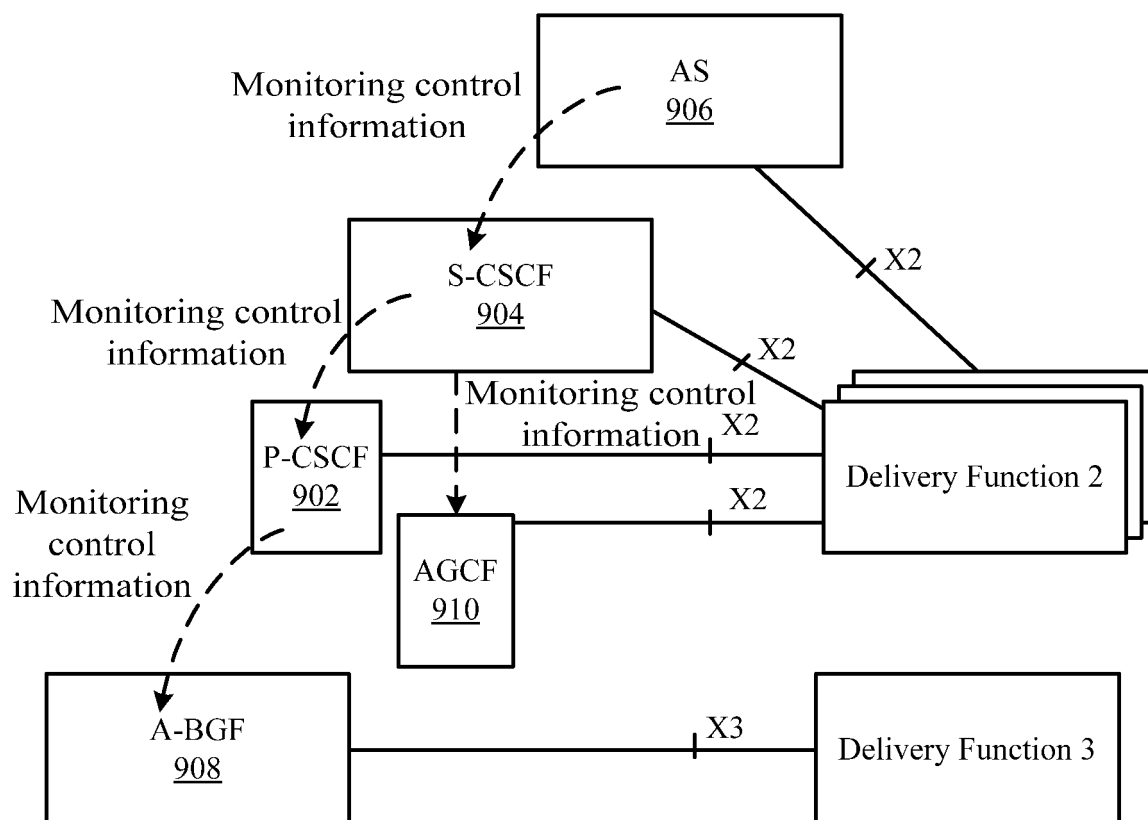 AS
906
Monitoring control
information
X2
S-CSCF
904
Monitoring control
information
X2
Monitoring control
information
P-CSCF
902
X2
Delivery Function 2
Monitoring
control
information
X2
AGCF
910
A-BGF
908
X3
Delivery Function 3